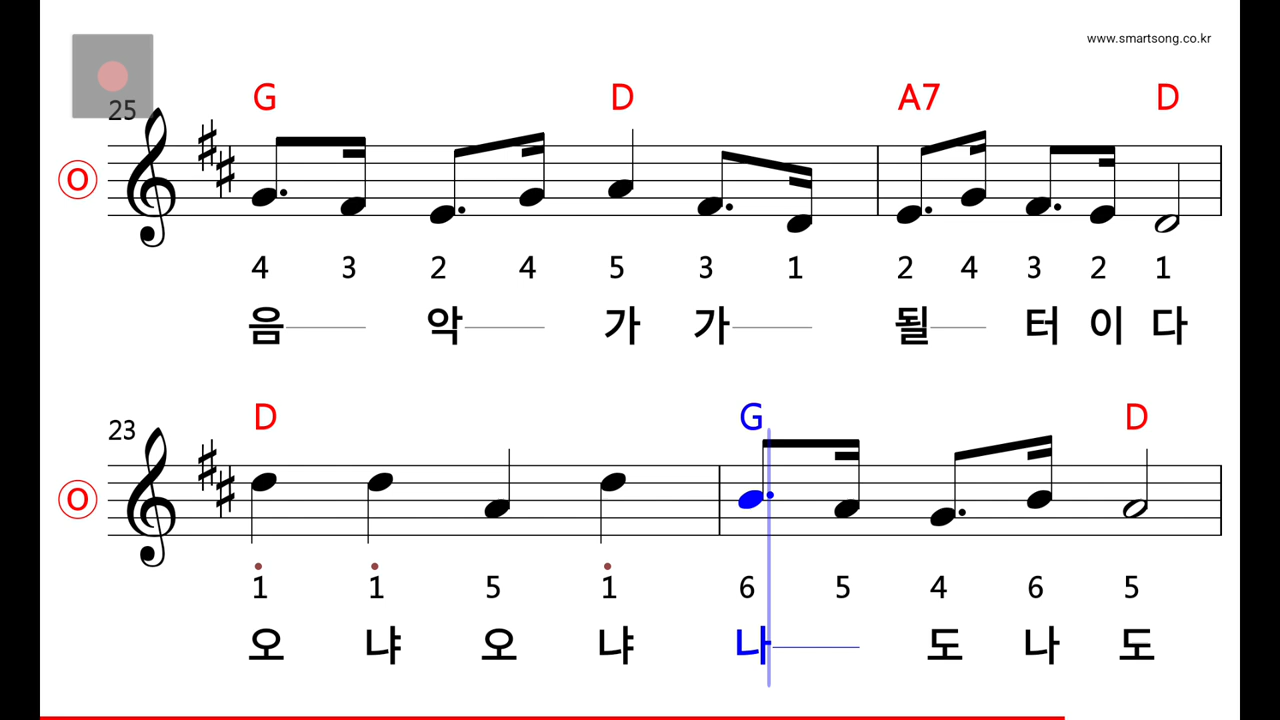 www.smartsong.co.kr
25
G D A7 D
O
4 3 2 4 5 3 1 2 4 3 2 1
음 악 가 가 될 터 이 다
23
D G D
O
1 1 5 1 6 5 4 6 5
오 냐 오 냐 나 도 나 도